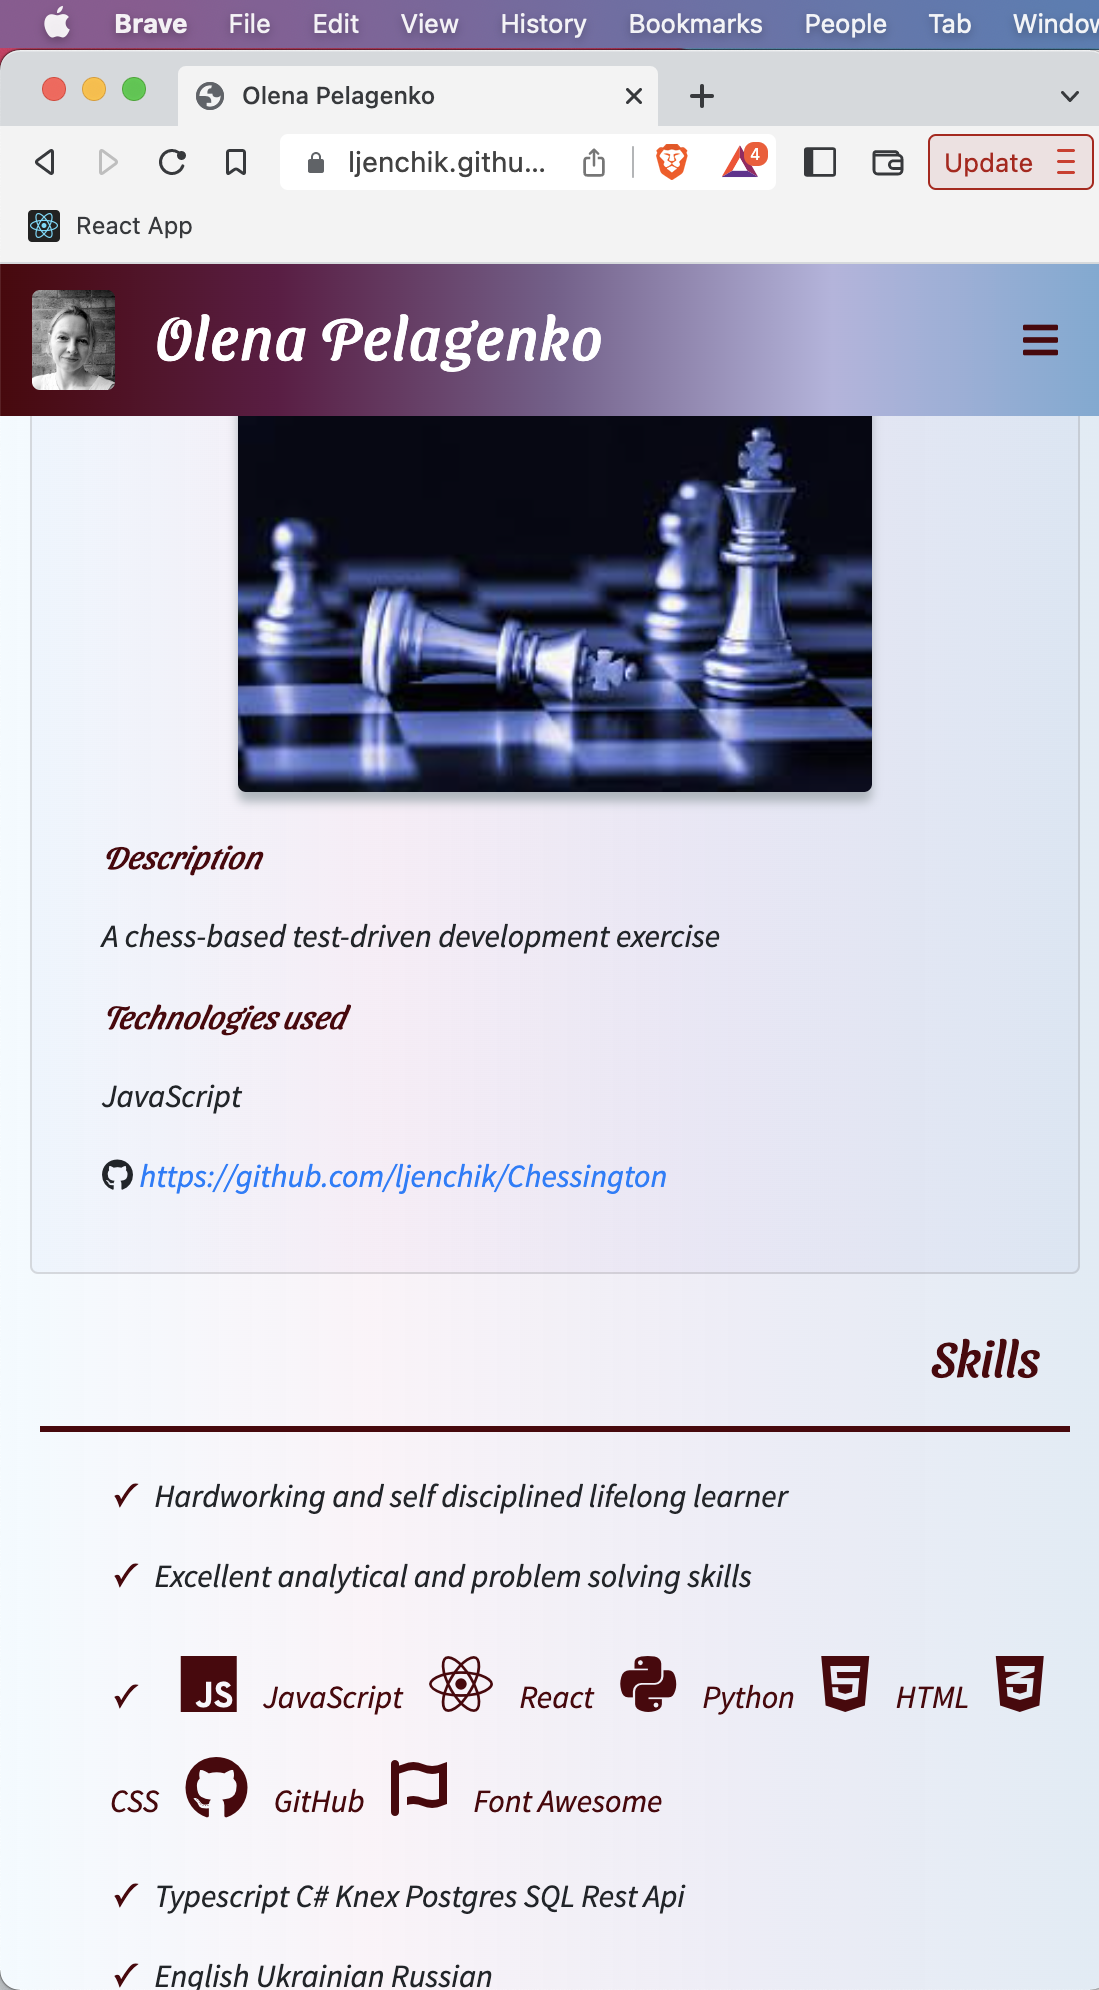 Brave File Edit View History Bookmarks People Tab Window
Olena Pelagenko
ljenchik.githu... 4 Update
React App
Olena Pelagenko
Description
A chess-based test-driven development exercise
Technologies used
JavaScript
https://github.com/ljenchik/Chessington
Skills
✓ Hardworking and self disciplined lifelong learner
✓ Excellent analytical and problem solving skills
✓ JS JavaScript React Python 5 HTML 3
CSS GitHub Font Awesome
✓ Typescript C# Knex Postgres SQL Rest Api
✓ English Ukrainian Russian